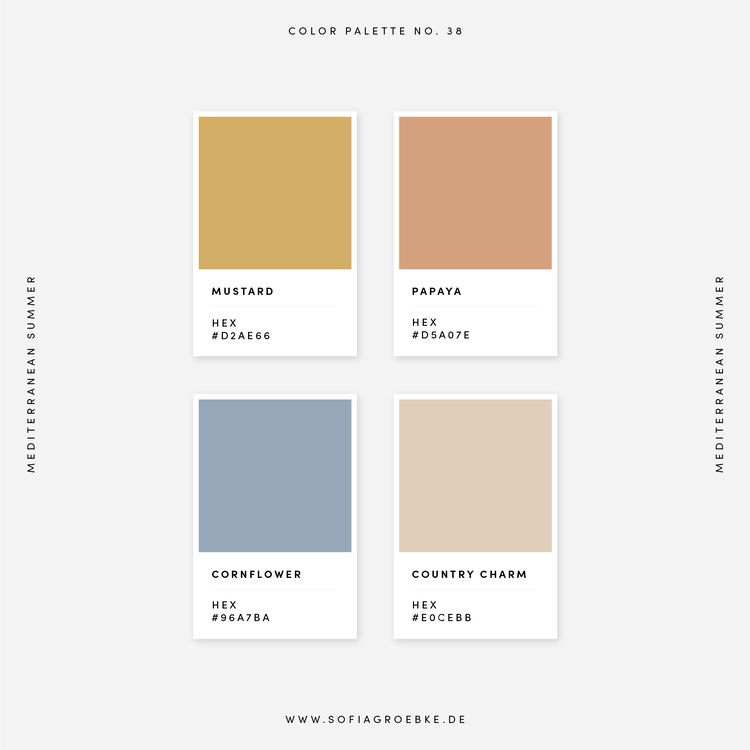 COLOR PALETTE NO. 38
MEDITERRANEAN SUMMER
MUSTARD
HEX
#D2AE66
PAPAYA
HEX
#D5A07E
CORNFLOWER
HEX
#96A7BA
COUNTRY CHARM
HEX
#E0CEBB
MEDITERRANEAN SUMMER
WWW.SOFIAGROEBKE.DE